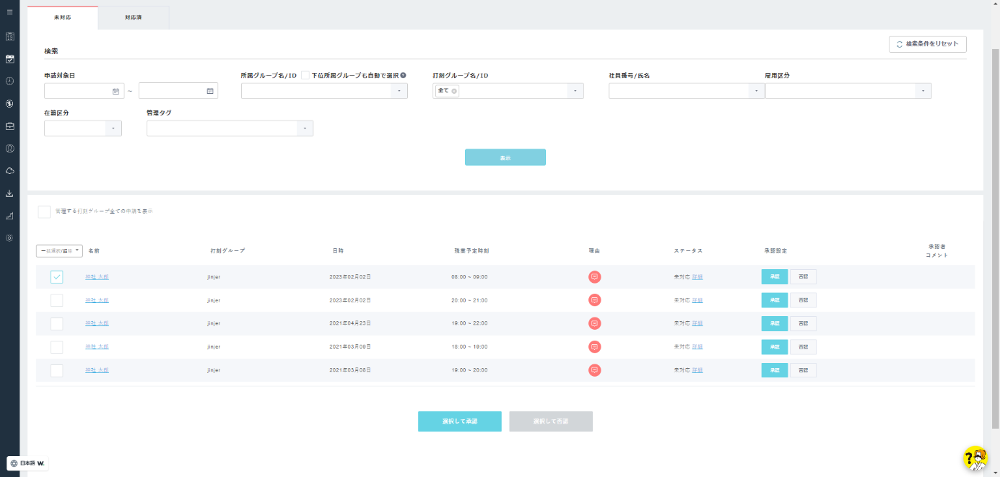 未対応
対応済
検索
検索条件をリセット
申請対象日
所属グループ名/ID
下位所属グループも自動で選択
打刻グループ名/ID
社員番号/氏名
雇用区分
~
全て
在籍区分
管理タグ
表示
管理する打刻グループ全ての申請を表示
名前
打刻グループ
日時
残業予定時刻
理由
ステータス
承認設定
承認者
コメント
神社 太郎
jinjer
2023年02月02日
08:00 ~ 09:00
未対応 詳細
承認
否認
神社 太郎
jinjer
2023年02月02日
20:00 ~ 21:00
未対応 詳細
承認
否認
神社 太郎
jinjer
2021年04月23日
19:00 ~ 22:00
未対応 詳細
承認
否認
神社 太郎
jinjer
2021年03月09日
18:00 ~ 19:00
未対応 詳細
承認
否認
神社 太郎
jinjer
2021年03月08日
19:00 ~ 20:00
未対応 詳細
承認
否認
選択して承認
選択して否認
日本語 W.
?